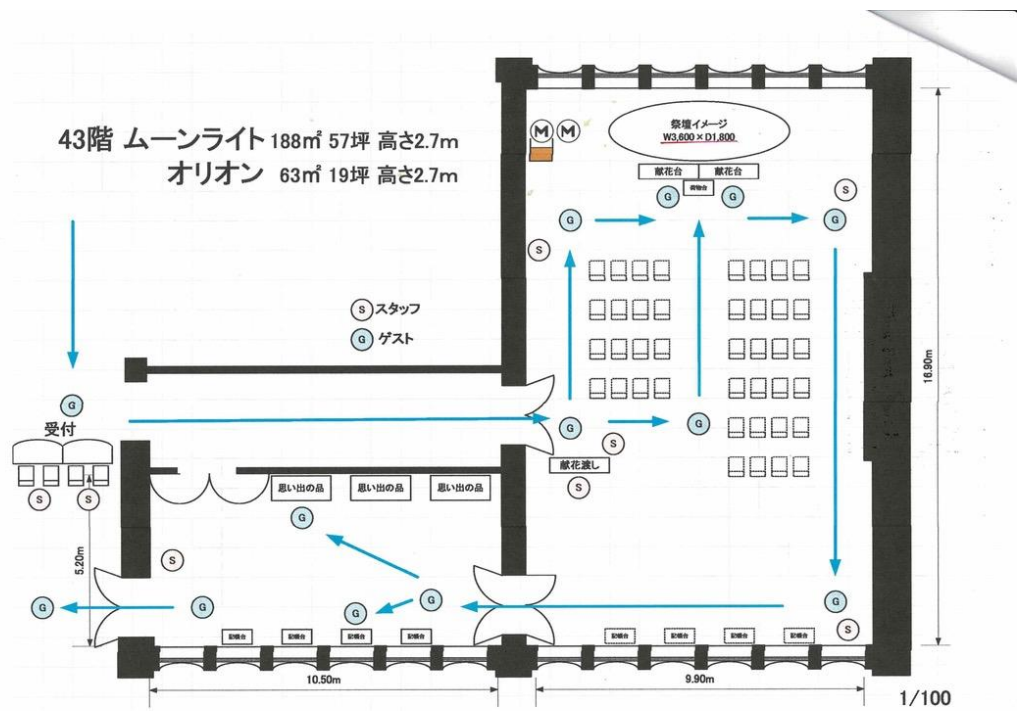 43階 ムーンライト 188㎡ 57坪 高さ2.7m
オリオン 63㎡ 19坪 高さ2.7m
M M
祭壇イメージ
W3,600×D1,800
献花台 献花台
荷物台
G G
S
G G
S
S スタッフ
G ゲスト
16.90m
G
受付
G G
S
献花渡し
S
思い出の品 思い出の品 思い出の品
S S
G
5.20m
S
G G G G G
S
記帳台 記帳台 記帳台 記帳台 記帳台 記帳台 記帳台 記帳台
10.50m 9.90m
1/100